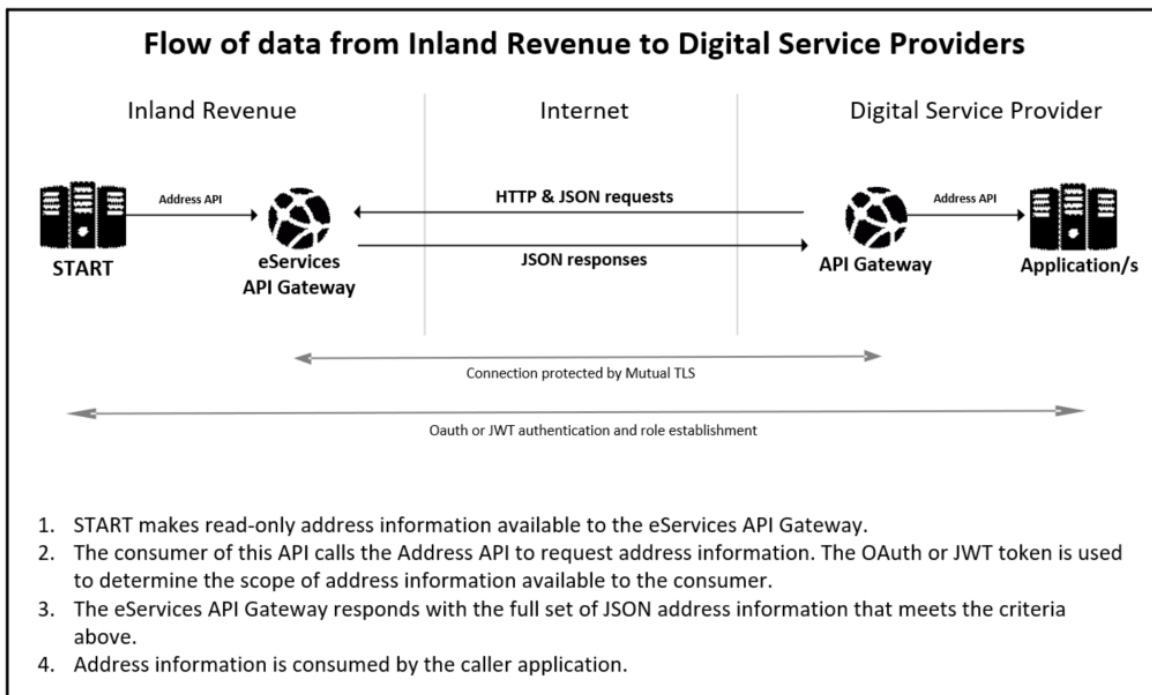 Flow of data from Inland Revenue to Digital Service Providers
Inland Revenue
Internet
Digital Service Provider
Address API
HTTP & JSON requests
Address API
START
eServices
API Gateway
JSON responses
API Gateway
Application/s
Connection protected by Mutual TLS
Oauth or JWT authentication and role establishment
1. START makes read-only address information available to the eServices API Gateway.
2. The consumer of this API calls the Address API to request address information. The OAuth or JWT token is used
to determine the scope of address information available to the consumer.
3. The eServices API Gateway responds with the full set of JSON address information that meets the criteria
above.
4. Address information is consumed by the caller application.